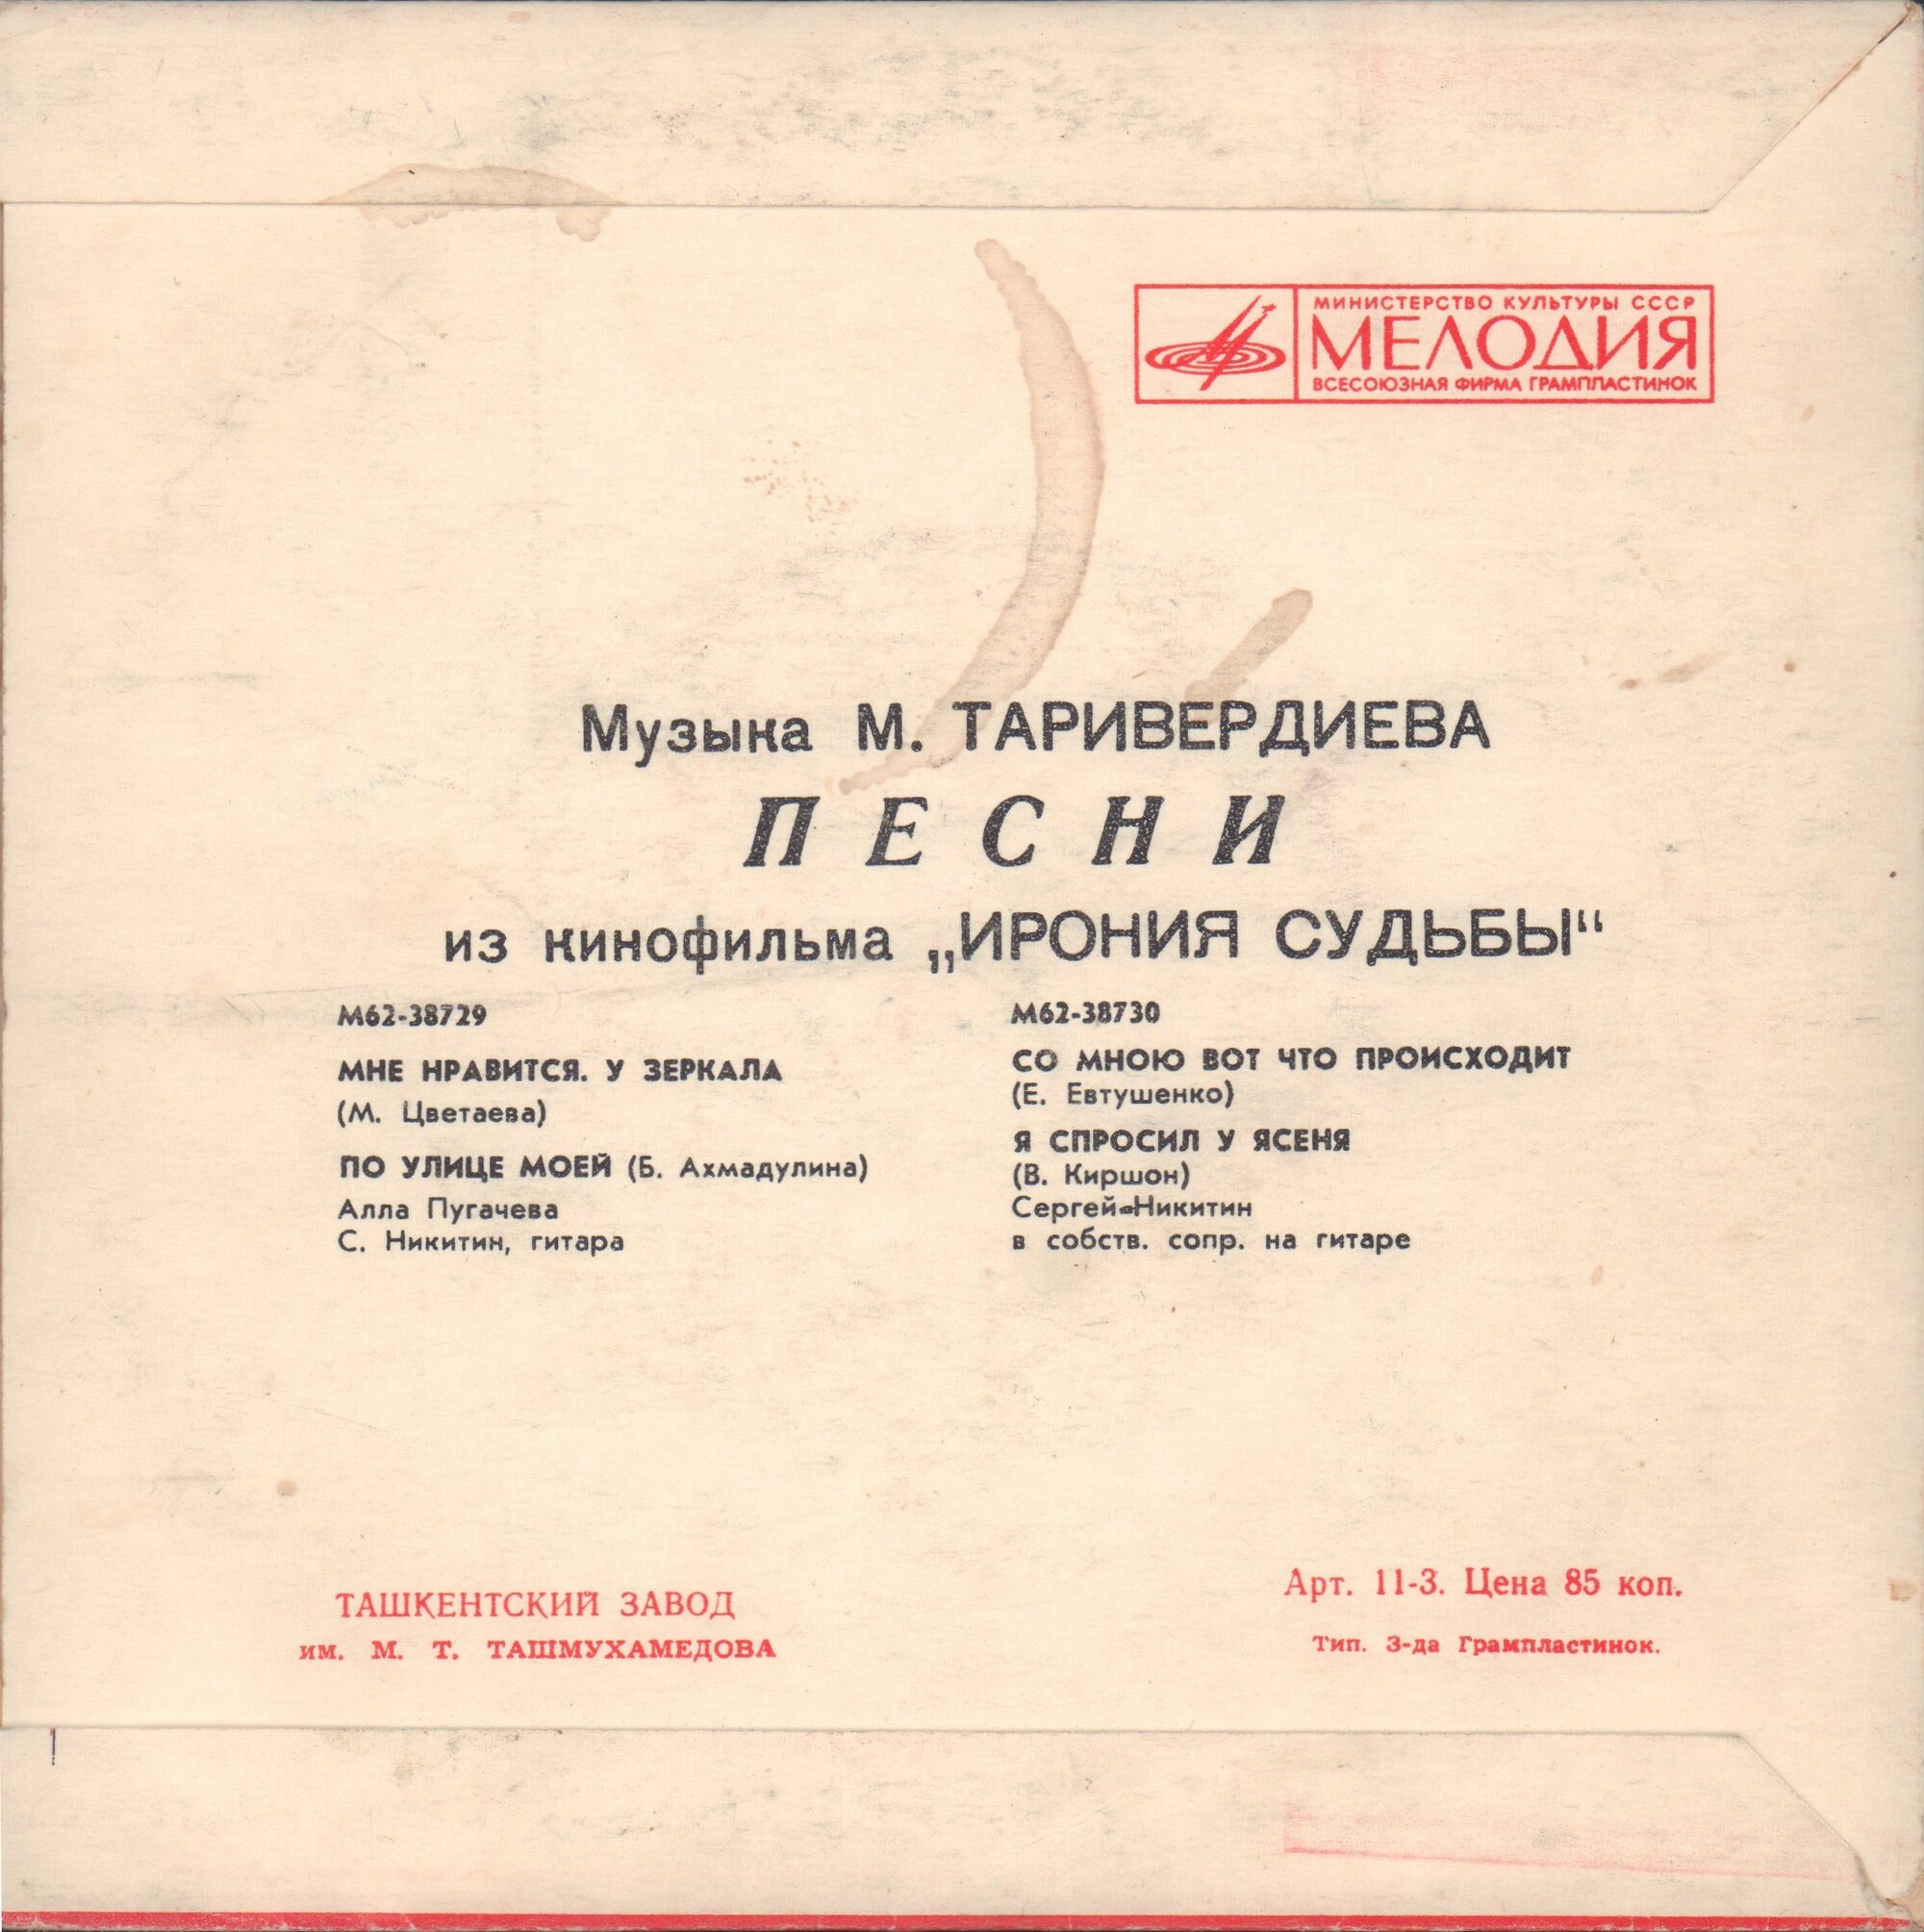 МИНИСТЕРСТВО КУЛЬТУРЫ СССР
МЕЛОДИЯ
ВСЕСОЮЗНАЯ ФИРМА ГРАМПЛАСТИНОК
Музыка М. ТАРИВЕРДИЕВА
ПЕСНИ
из кинофильма „ИРОНИЯ СУДЬБЫ“
М62-38729
МНЕ НРАВИТСЯ. У ЗЕРКАЛА
(М. Цветаева)
ПО УЛИЦЕ МОЕЙ (Б. Ахмадулина)
Алла Пугачева
С. Никитин, гитара
М62-38730
СО МНОЮ ВОТ ЧТО ПРОИСХОДИТ
(Е. Евтушенко)
Я СПРОСИЛ У ЯСЕНЯ
(В. Киршон)
Сергей Никитин
в собств. сопр. на гитаре
ТАШКЕНТСКИЙ ЗАВОД
им. М. Т. ТАШМУХАМЕДОВА
Арт. 11-3. Цена 85 коп.
Тип. З-да Грампластинок.